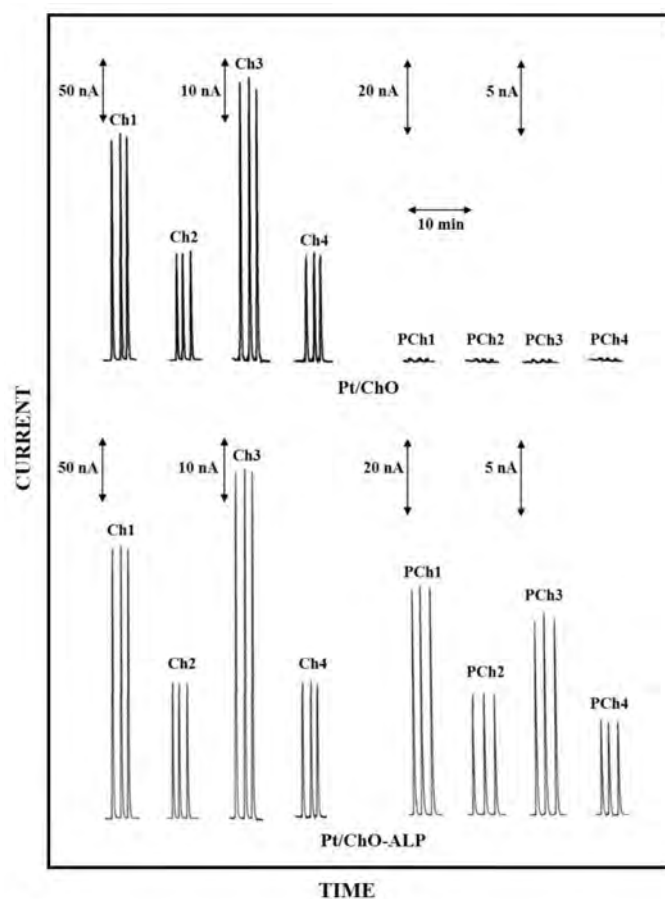 50 nA
10 nA
Ch3
20 nA
5 nA
Ch1
10 min
Ch2
Ch4
PCh1 PCh2 PCh3 PCh4
Pt/ChO
CURRENT
50 nA
10 nA
Ch3
20 nA
5 nA
Ch1
PCh1
PCh3
Ch2
Ch4
PCh2
PCh4
Pt/ChO-ALP
TIME